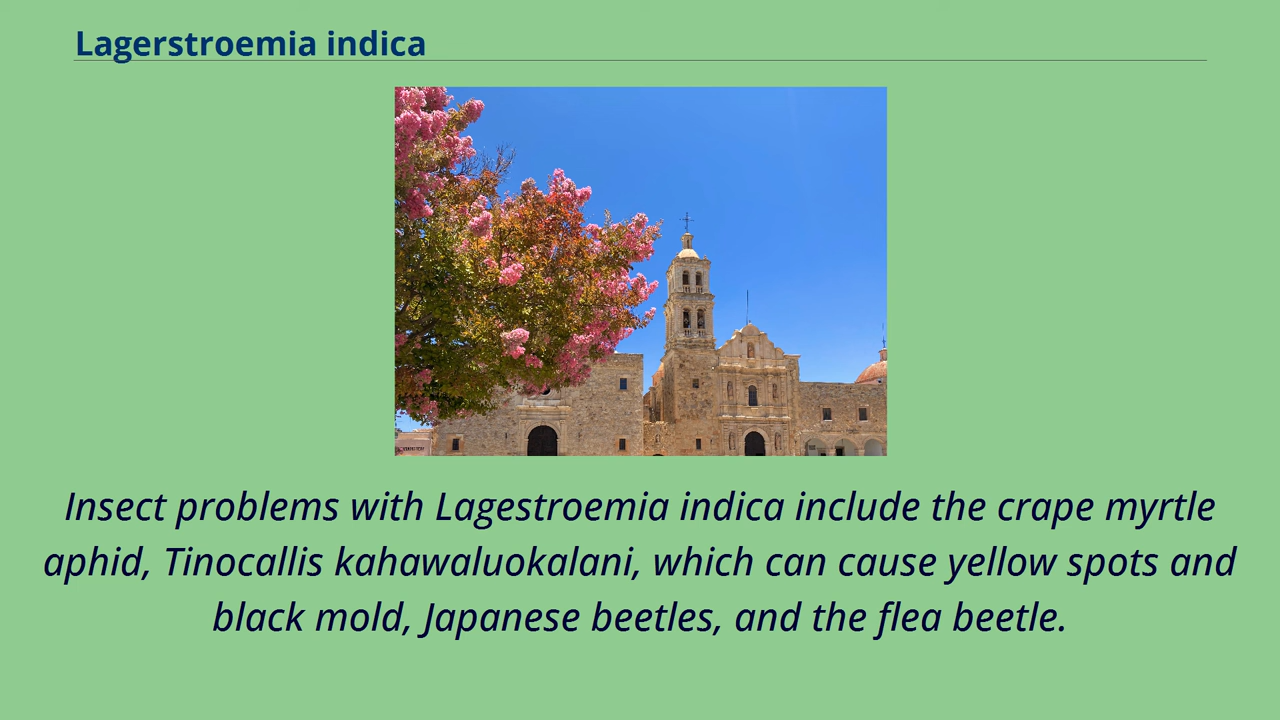 Lagerstroemia indica
Insect problems with Lagestroemia indica include the crape myrtle
aphid, Tinocallis kahawaluokalani, which can cause yellow spots and
black mold, Japanese beetles, and the flea beetle.